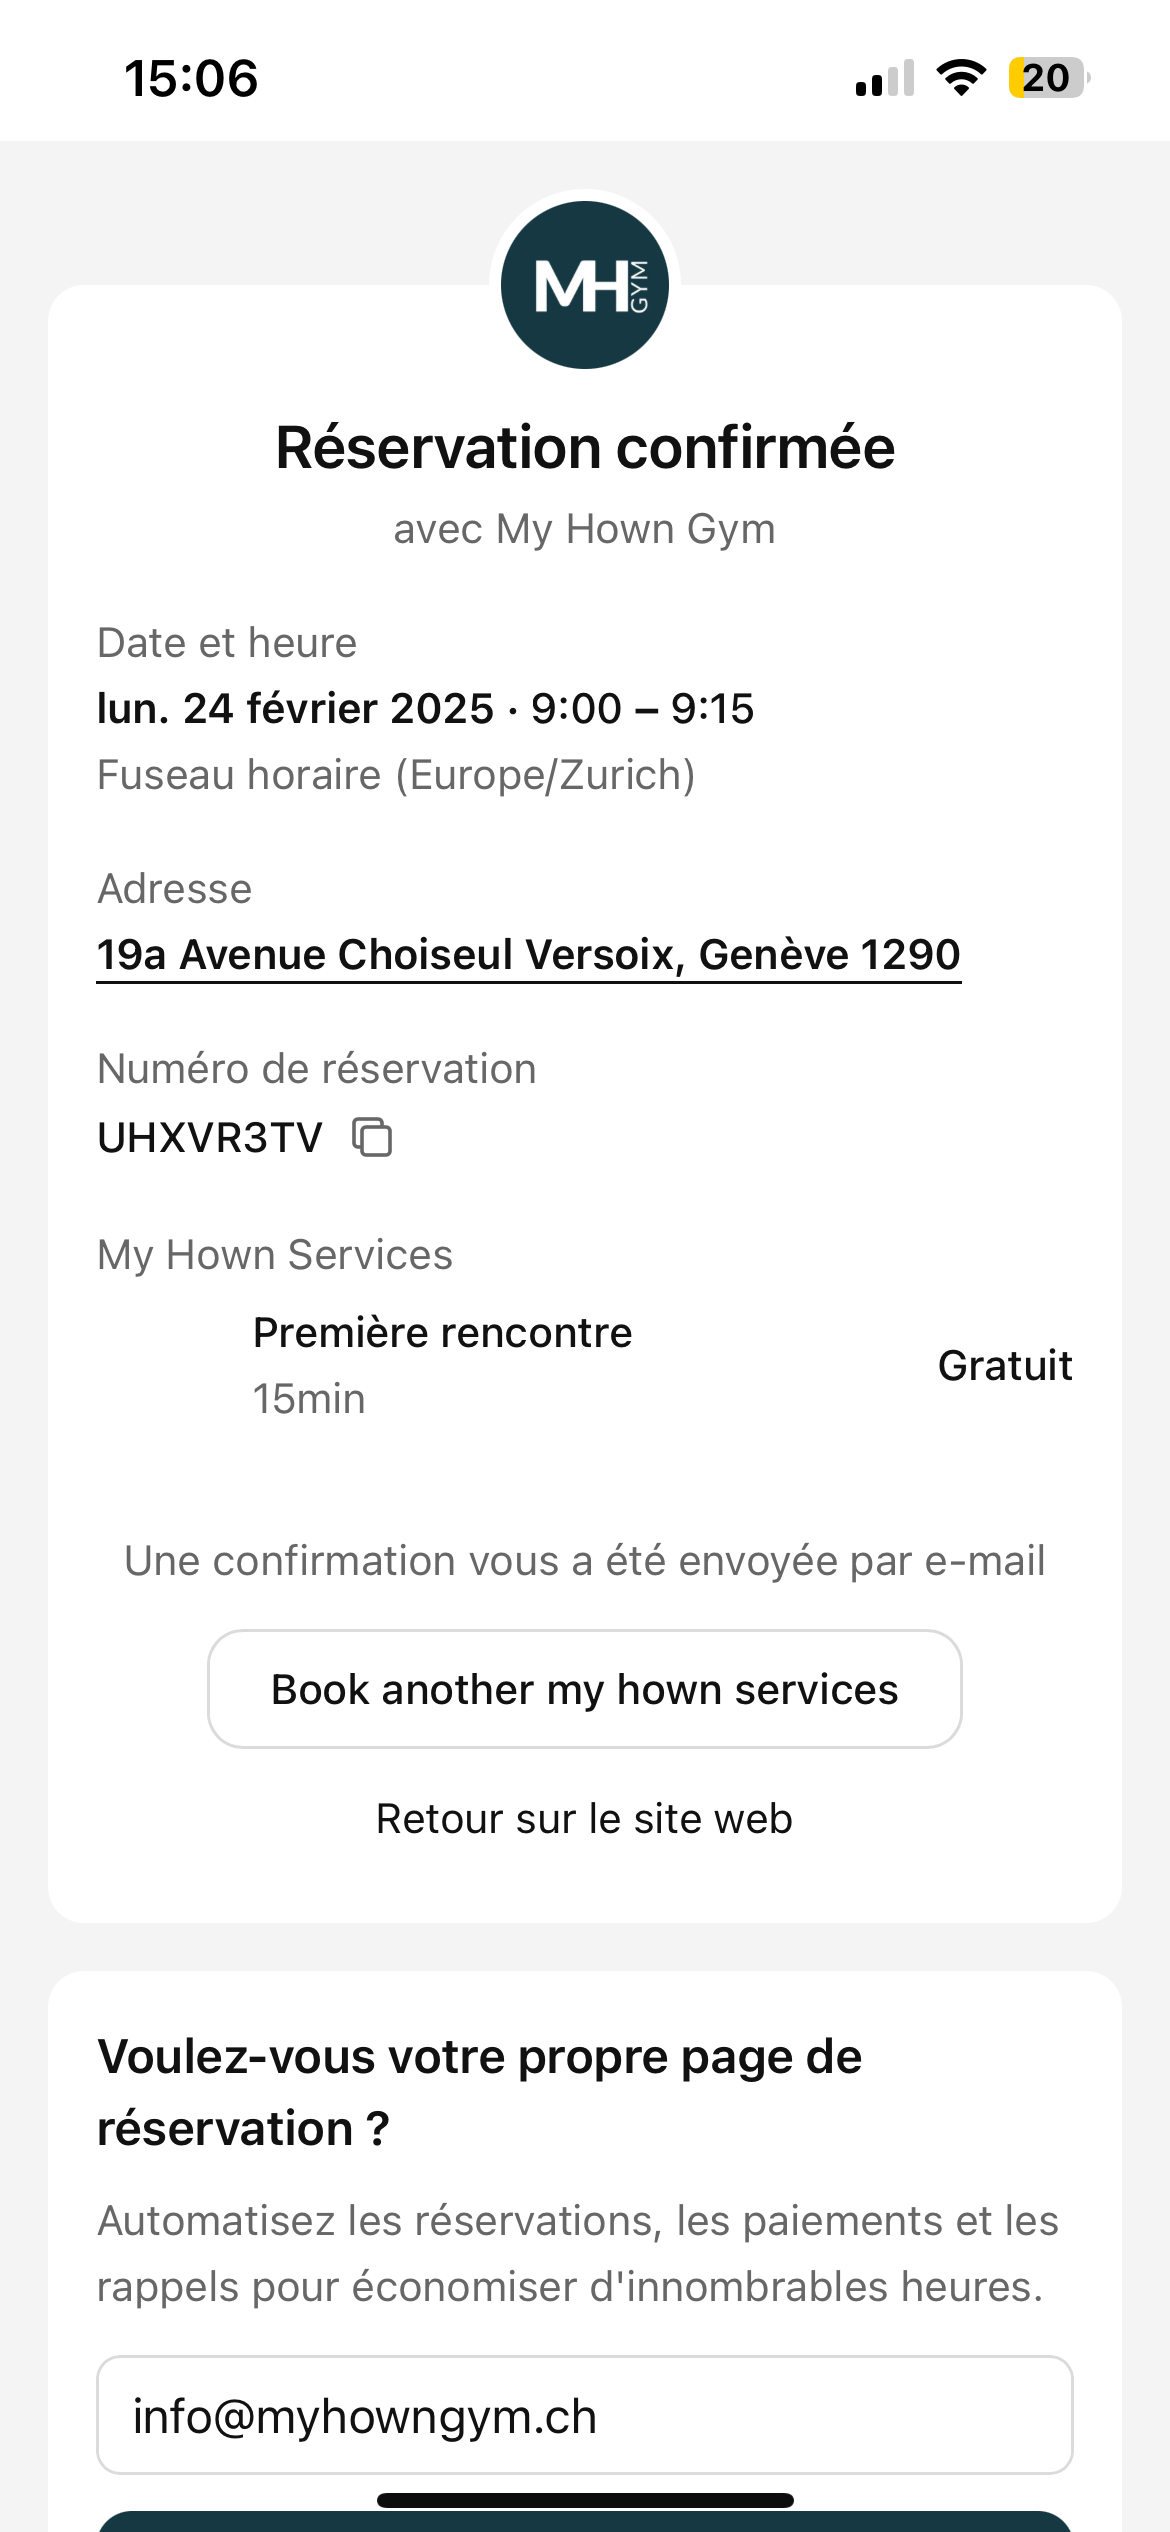 15:06
20
MH GYM
Réservation confirmée
avec My Hown Gym
Date et heure
lun. 24 février 2025 · 9:00 – 9:15
Fuseau horaire (Europe/Zurich)
Adresse
19a Avenue Choiseul Versoix, Genève 1290
Numéro de réservation
UHXVR3TV
My Hown Services
Première rencontre
15min
Gratuit
Une confirmation vous a été envoyée par e-mail
Book another my hown services
Retour sur le site web
Voulez-vous votre propre page de
réservation ?
Automatisez les réservations, les paiements et les
rappels pour économiser d'innombrables heures.
info@myhowngym.ch